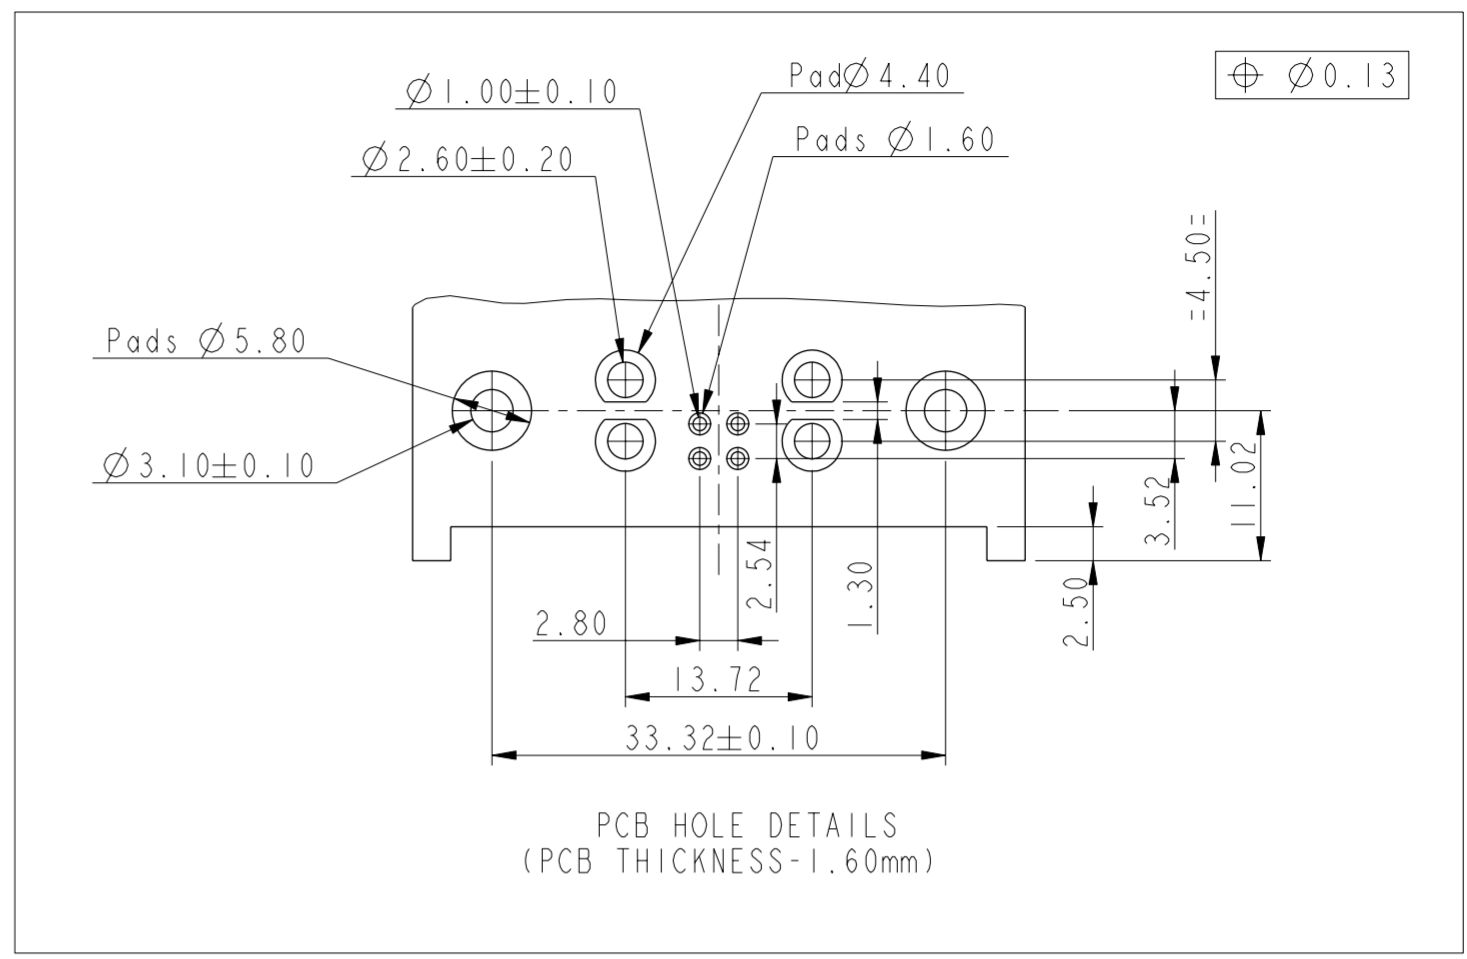 Ø1.00±0.10
PadØ4.40
⌖ Ø0.13
Ø2.60±0.20
Pads Ø1.60
=4.50=
Pads Ø5.80
Ø3.10±0.10
11.02
3.52
2.54
1.30
2.50
2.80
13.72
33.32±0.10
PCB HOLE DETAILS
(PCB THICKNESS-1.60mm)